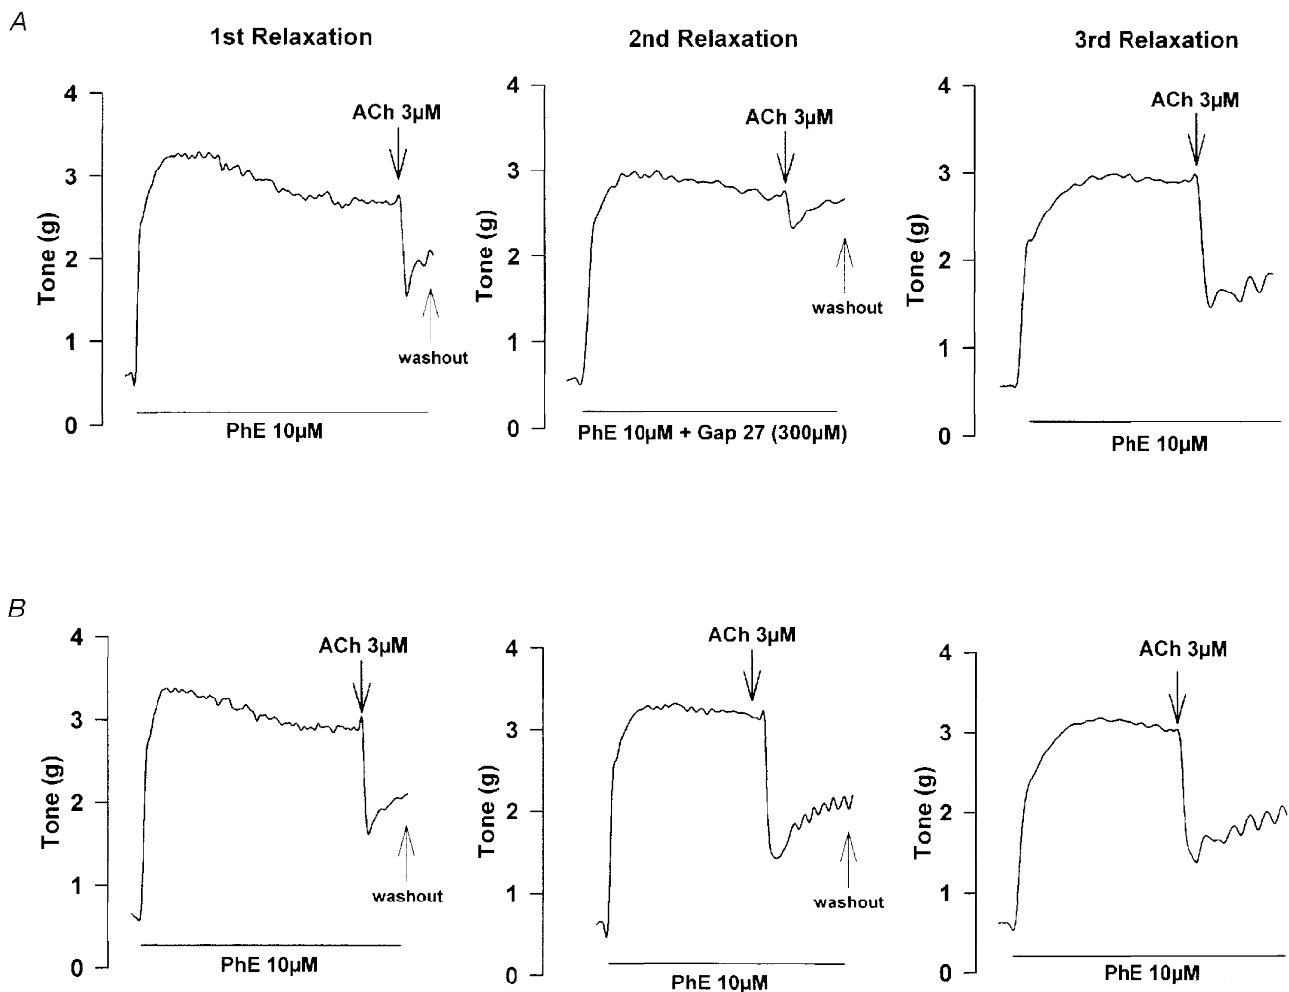 A
1st Relaxation
2nd Relaxation
3rd Relaxation
ACh 3µM
ACh 3µM
ACh 3µM
4
3
2
1
0
Tone (g)
washout
PhE 10µM
4
3
2
1
0
Tone (g)
washout
PhE 10µM + Gap 27 (300µM)
4
3
2
1
0
Tone (g)
PhE 10µM
B
ACh 3µM
ACh 3µM
ACh 3µM
4
3
2
1
0
Tone (g)
washout
PhE 10µM
4
3
2
1
0
Tone (g)
washout
PhE 10µM
4
3
2
1
0
Tone (g)
PhE 10µM